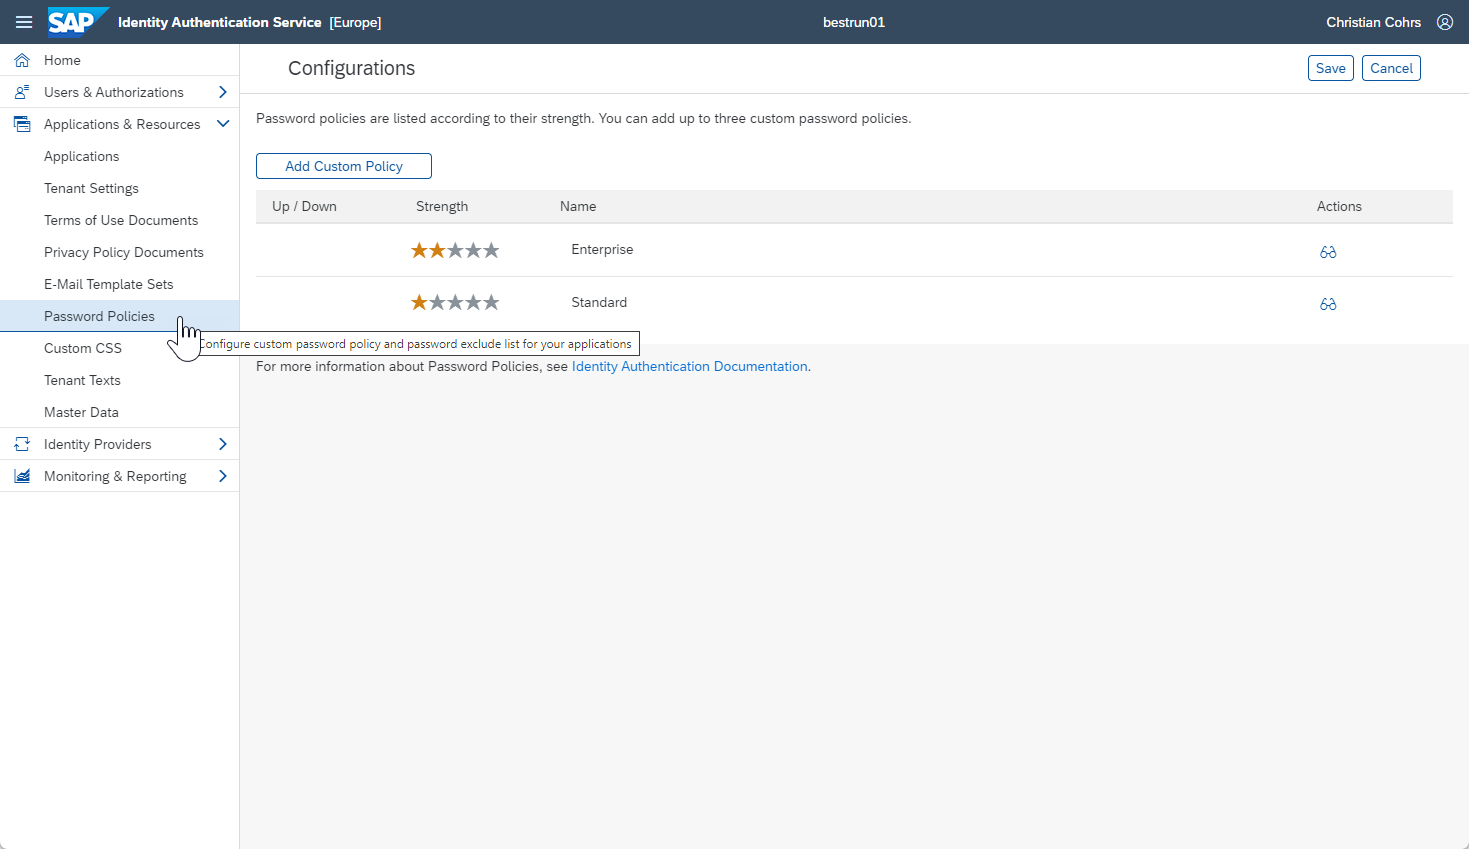 SAP Identity Authentication Service [Europe] bestrun01 Christian Cohrs
Home
Users & Authorizations
Applications & Resources
Applications
Tenant Settings
Terms of Use Documents
Privacy Policy Documents
E-Mail Template Sets
Password Policies
Custom CSS
Tenant Texts
Master Data
Identity Providers
Monitoring & Reporting
Configurations
Save Cancel
Password policies are listed according to their strength. You can add up to three custom password policies.
Add Custom Policy
Up / Down Strength Name Actions
Enterprise
Standard
Configure custom password policy and password exclude list for your applications
For more information about Password Policies, see Identity Authentication Documentation.